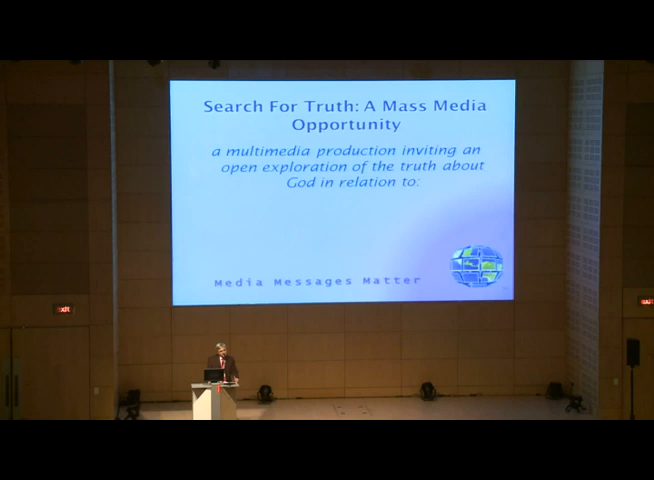 Search For Truth: A Mass Media
Opportunity
a multimedia production inviting an
open exploration of the truth about
God in relation to:
Media Messages Matter
EXIT